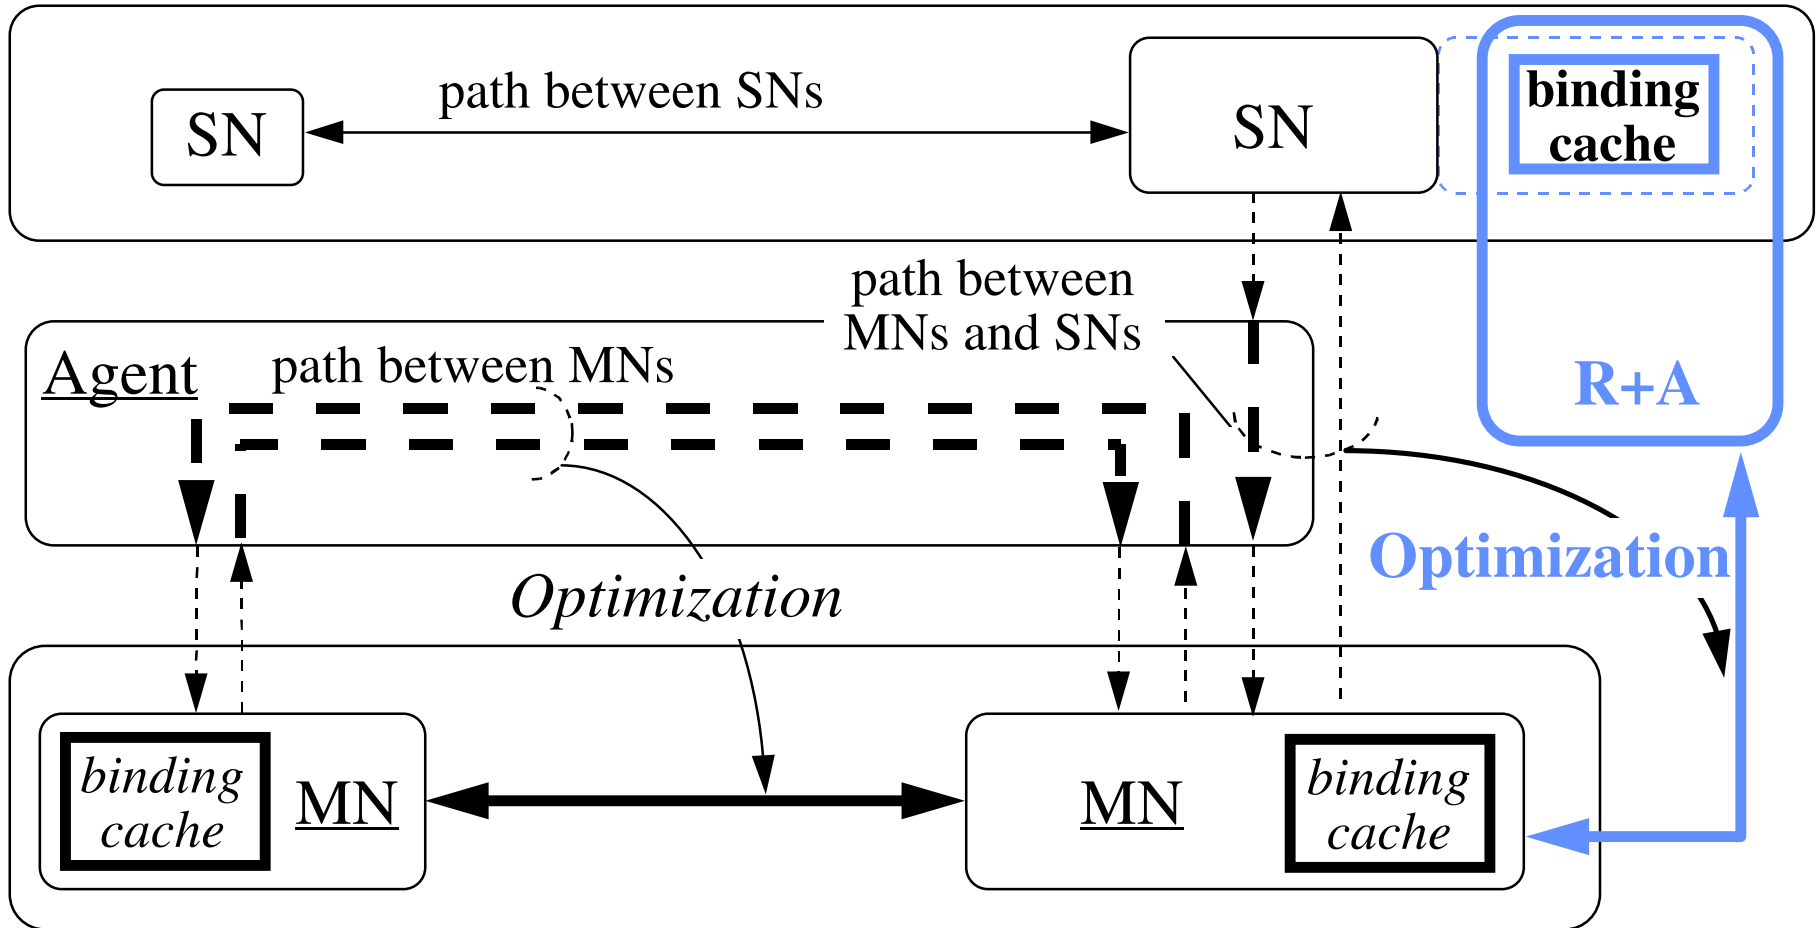 path between SNs
SN
SN
binding
cache
path between
MNs and SNs
Agent
path between MNs
R+A
Optimization
Optimization
binding
cache
MN
MN
binding
cache